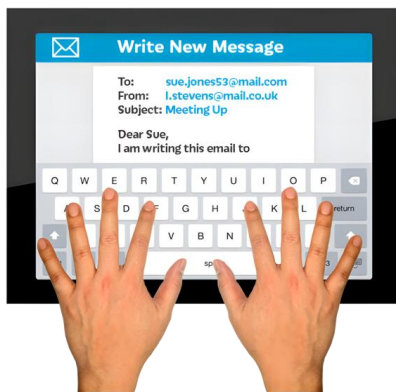 Write New Message
To: sue.jones53@mail.com
From: l.stevens@mail.co.uk
Subject: Meeting Up
Dear Sue,
I am writing this email to
Q W E R T Y U I O P
S D F G H K L return
V B N
3